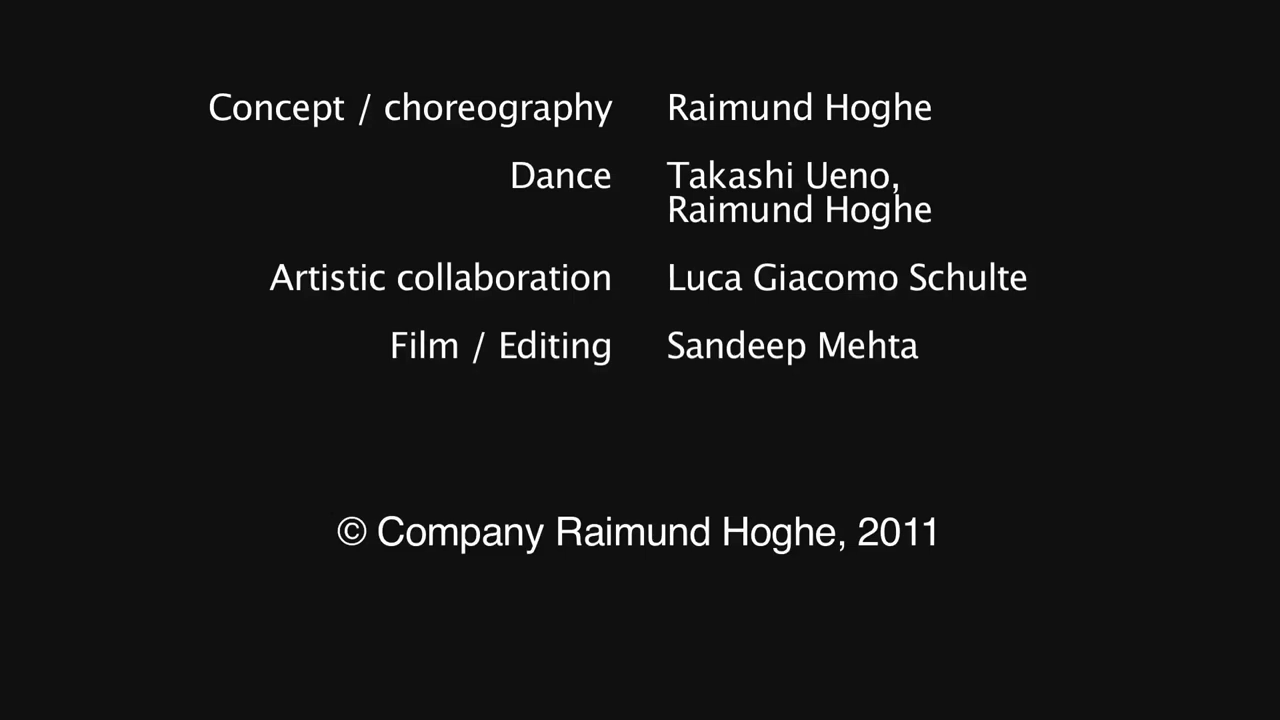 Concept / choreography Raimund Hoghe
Dance Takashi Ueno,
Raimund Hoghe
Artistic collaboration Luca Giacomo Schulte
Film / Editing Sandeep Mehta
© Company Raimund Hoghe, 2011